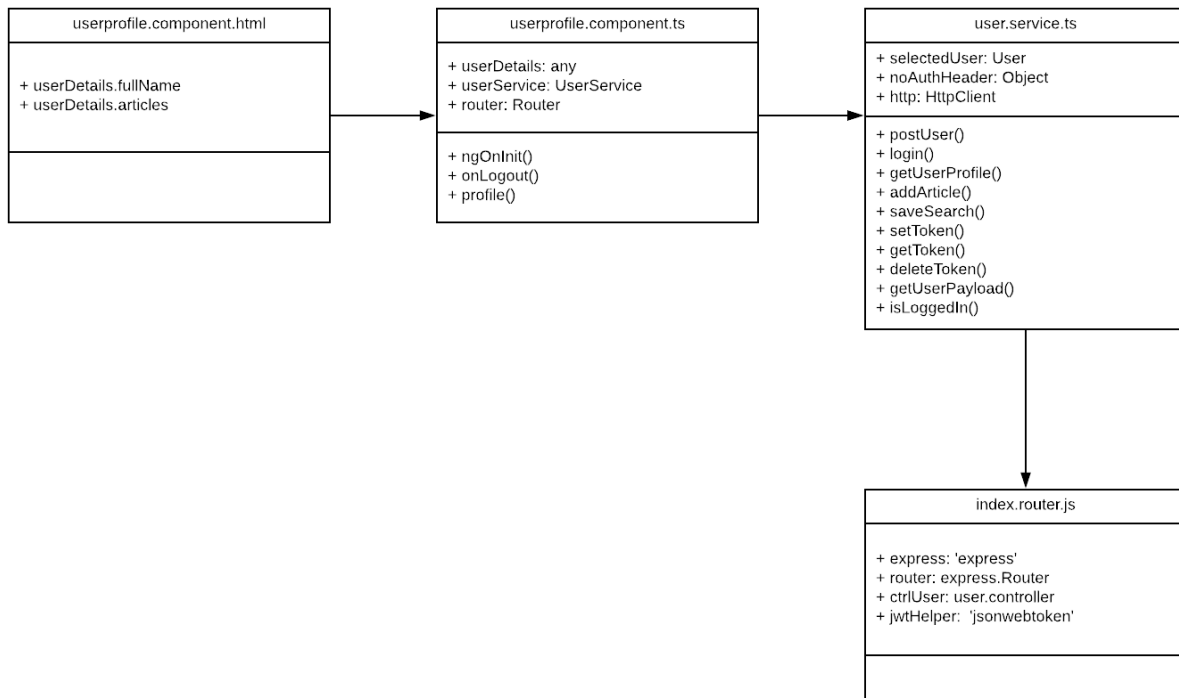 userprofile.component.html
+ userDetails.fullName
+ userDetails.articles
userprofile.component.ts
+ userDetails: any
+ userService: UserService
+ router: Router
+ ngOnInit()
+ onLogout()
+ profile()
user.service.ts
+ selectedUser: User
+ noAuthHeader: Object
+ http: HttpClient
+ postUser()
+ login()
+ getUserProfile()
+ addArticle()
+ saveSearch()
+ setToken()
+ getToken()
+ deleteToken()
+ getUserPayload()
+ isLoggedIn()
index.router.js
+ express: 'express'
+ router: express.Router
+ ctrlUser: user.controller
+ jwtHelper:  'jsonwebtoken'